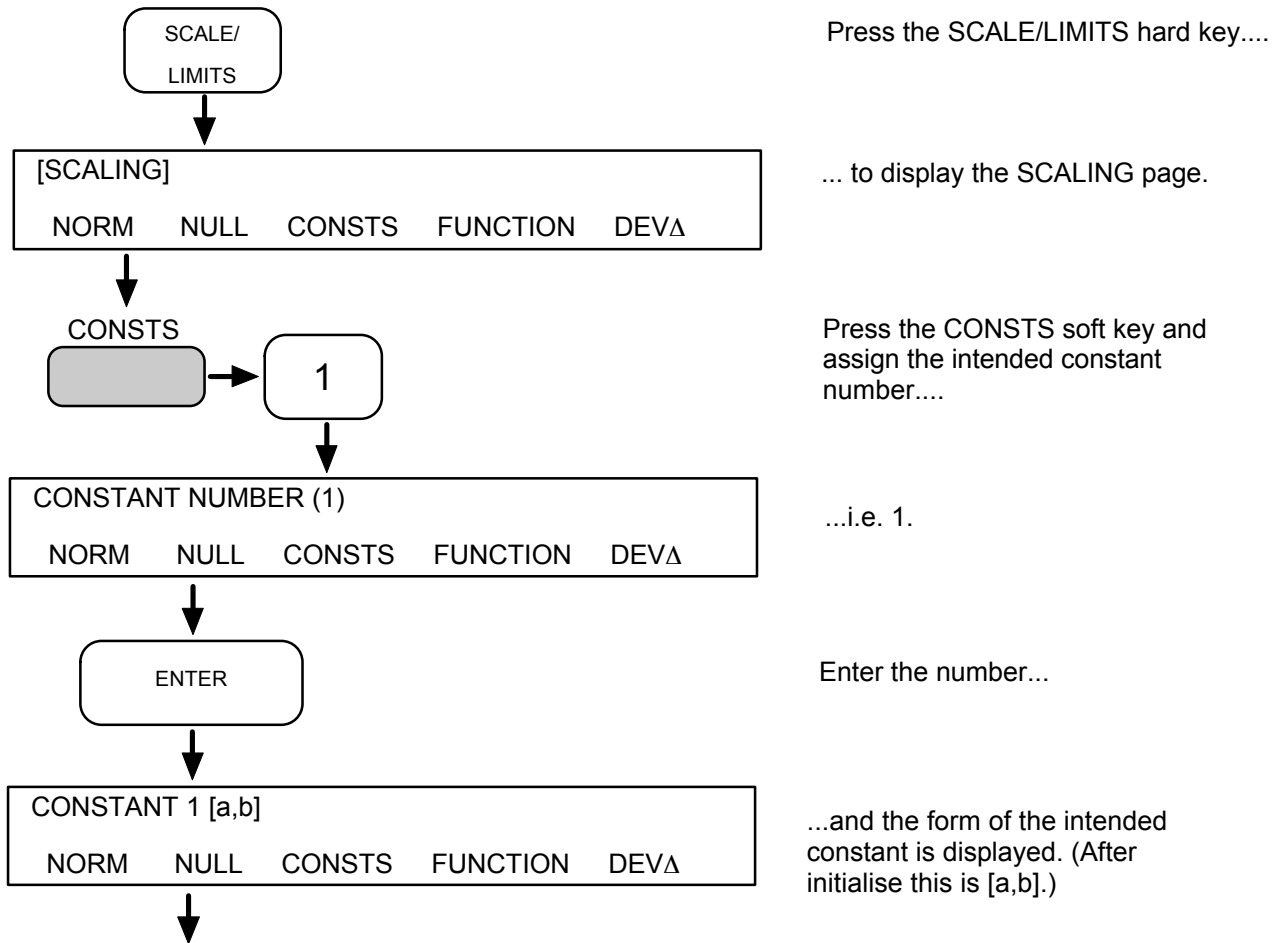 SCALE/
LIMITS
Press the SCALE/LIMITS hard key....
[SCALING]
NORM NULL CONSTS FUNCTION DEVΔ
... to display the SCALING page.
CONSTS
1
Press the CONSTS soft key and
assign the intended constant
number....
CONSTANT NUMBER (1)
NORM NULL CONSTS FUNCTION DEVΔ
...i.e. 1.
ENTER
Enter the number...
CONSTANT 1 [a,b]
NORM NULL CONSTS FUNCTION DEVΔ
...and the form of the intended
constant is displayed. (After
initialise this is [a,b].)